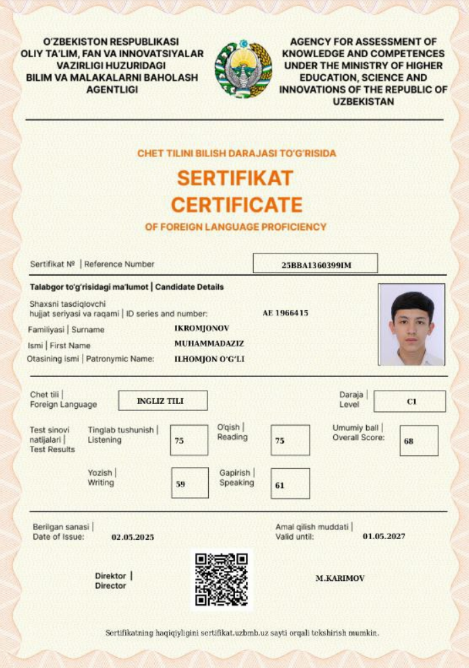 O'ZBEKISTON RESPUBLIKASI
OLIY TA'LIM, FAN VA INNOVATSIYALAR
VAZIRLIGI HUZURIDAGI
BILIM VA MALAKALARNI BAHOLASH
AGENTLIGI
AGENCY FOR ASSESSMENT OF
KNOWLEDGE AND COMPETENCES
UNDER THE MINISTRY OF HIGHER
EDUCATION, SCIENCE AND
INNOVATIONS OF THE REPUBLIC OF
UZBEKISTAN
CHET TILINI BILISH DARAJASI TO'G'RISIDA
SERTIFIKAT
CERTIFICATE
OF FOREIGN LANGUAGE PROFICIENCY
Sertifikat № | Reference Number
25BBA1360399IM
Talabgor to'g'risidagi ma'lumot | Candidate Details
Shaxsni tasdiqlovchi
hujjat seriyasi va raqami | ID series and number:
AE 1966415
Familiyasi | Surname
IKROMJONOV
Ismi | First Name
MUHAMMADAZIZ
Otasining ismi | Patronymic Name:
ILHOMJON O'G'LI
Chet tili |
Foreign Language
INGLIZ TILI
Daraja |
Level
C1
Test sinovi
natijalari |
Test Results
Tinglab tushunish |
Listening
75
O'qish |
Reading
75
Umumiy ball |
Overall Score:
68
Yozish |
Writing
59
Gapirish |
Speaking
61
Berilgan sanasi |
Date of Issue:
02.05.2025
Amal qilish muddati |
Valid until:
01.05.2027
Direktor |
Director
M.KARIMOV
Sertifikatning haqiqiyligini sertifikat.uzbmb.uz sayti orqali tekshirish mumkin.